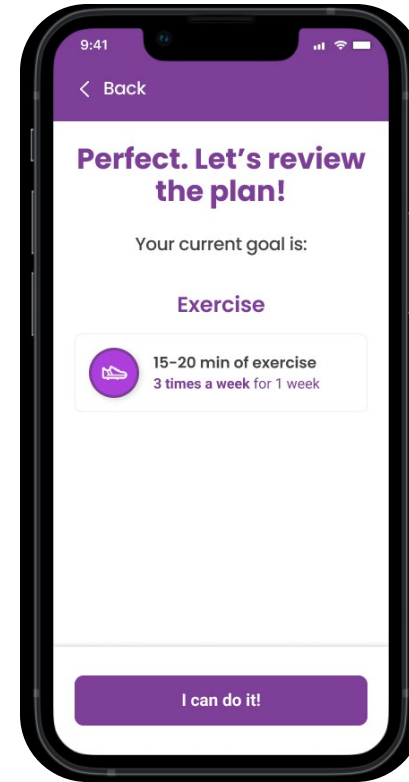 9:41
Back
Perfect. Let's review
the plan!
Your current goal is:
Exercise
15-20 min of exercise
3 times a week for 1 week
I can do it!